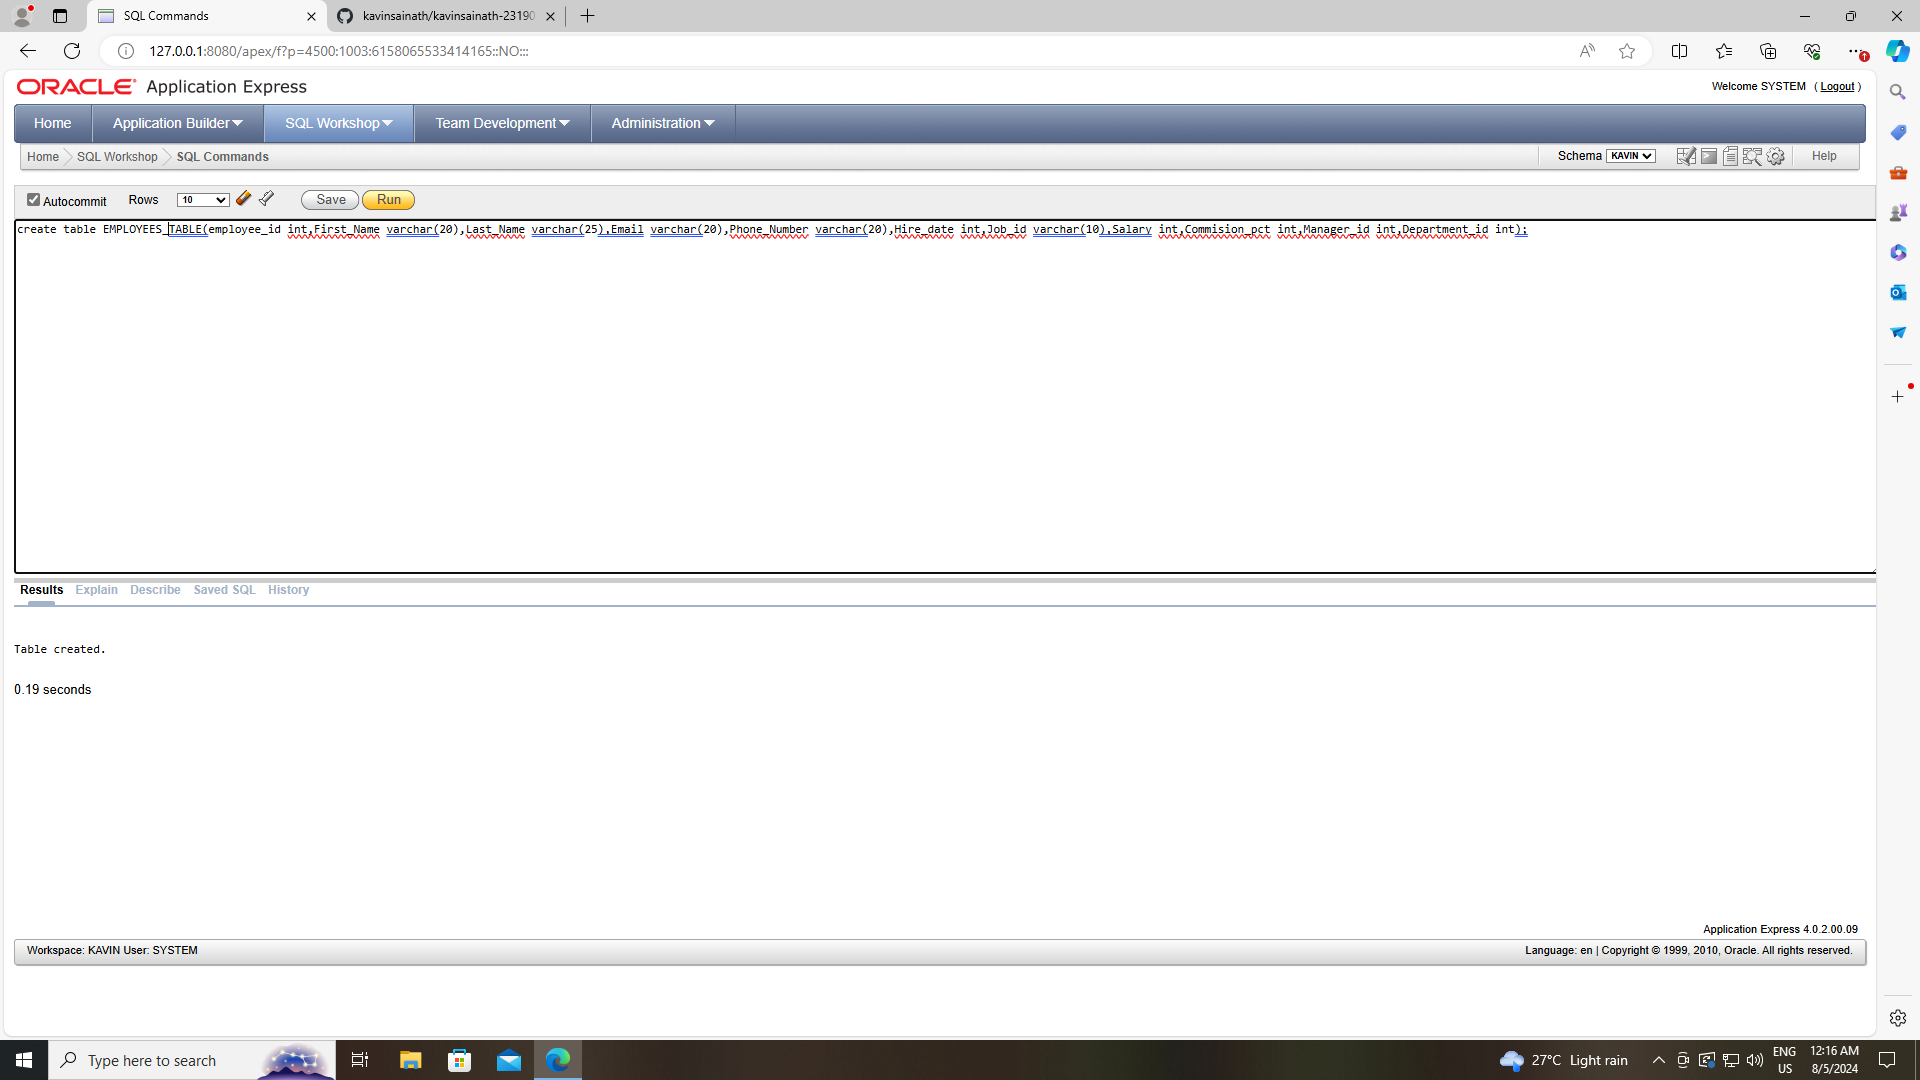 SQL Commands
kavinsainath/kavinsainath-23190
127.0.0.1:8080/apex/f?p=4500:1003:6158065533414165::NO:::
ORACLE Application Express
Welcome SYSTEM ( Logout )
Home Application Builder SQL Workshop Team Development Administration
Home SQL Workshop SQL Commands Schema KAVIN Help
Autocommit Rows 10 Save Run
create table EMPLOYEES_TABLE(employee_id int,First_Name varchar(20),Last_Name varchar(25),Email varchar(20),Phone_Number varchar(20),Hire_date int,Job_id varchar(10),Salary int,Commision_pct int,Manager_id int,Department_id int);
Results Explain Describe Saved SQL History
Table created.
0.19 seconds
Application Express 4.0.2.00.09
Workspace: KAVIN User: SYSTEM Language: en | Copyright © 1999, 2010, Oracle. All rights reserved.
Type here to search
27°C Light rain
ENG
US
12:16 AM
8/5/2024